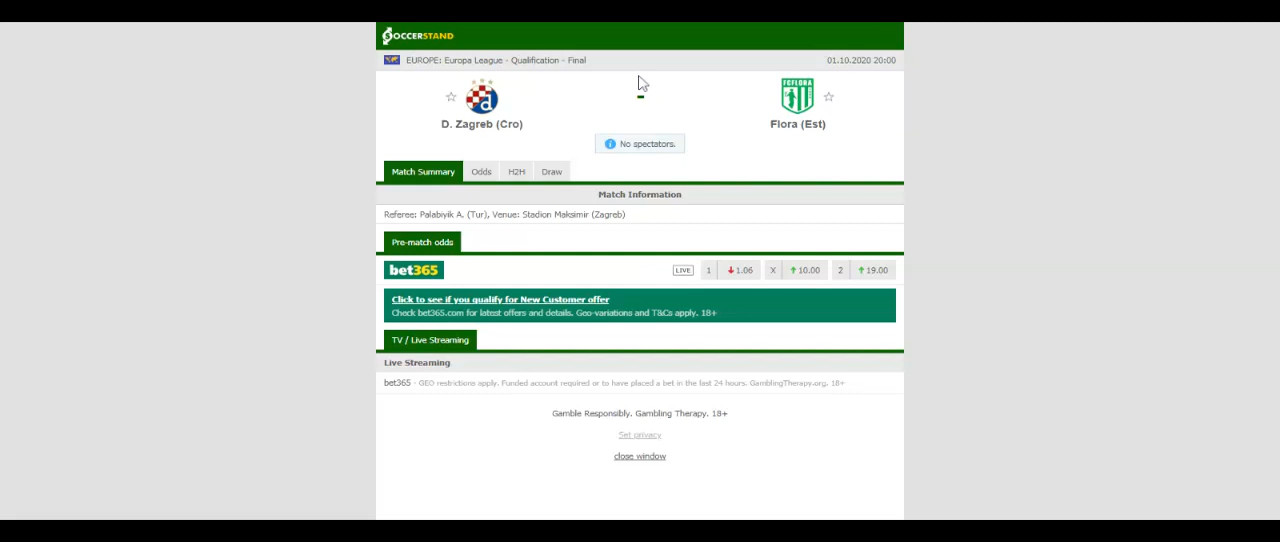 SOCCERSTAND
EUROPE: Europa League - Qualification - Final 01.10.2020 20:00
FC FLORA
D. Zagreb (Cro) - Flora (Est)
No spectators.
Match Summary Odds H2H Draw
Match Information
Referee: Palabiyik A. (Tur), Venue: Stadion Maksimir (Zagreb)
Pre-match odds
bet365 LIVE 1 1.06 X 10.00 2 19.00
Click to see if you qualify for New Customer offer
Check bet365.com for latest offers and details. Geo-variations and T&Cs apply. 18+
TV / Live Streaming
Live Streaming
bet365 - GEO restrictions apply. Funded account required or to have placed a bet in the last 24 hours. GamblingTherapy.org. 18+
Gamble Responsibly. Gambling Therapy. 18+
Set privacy
close window